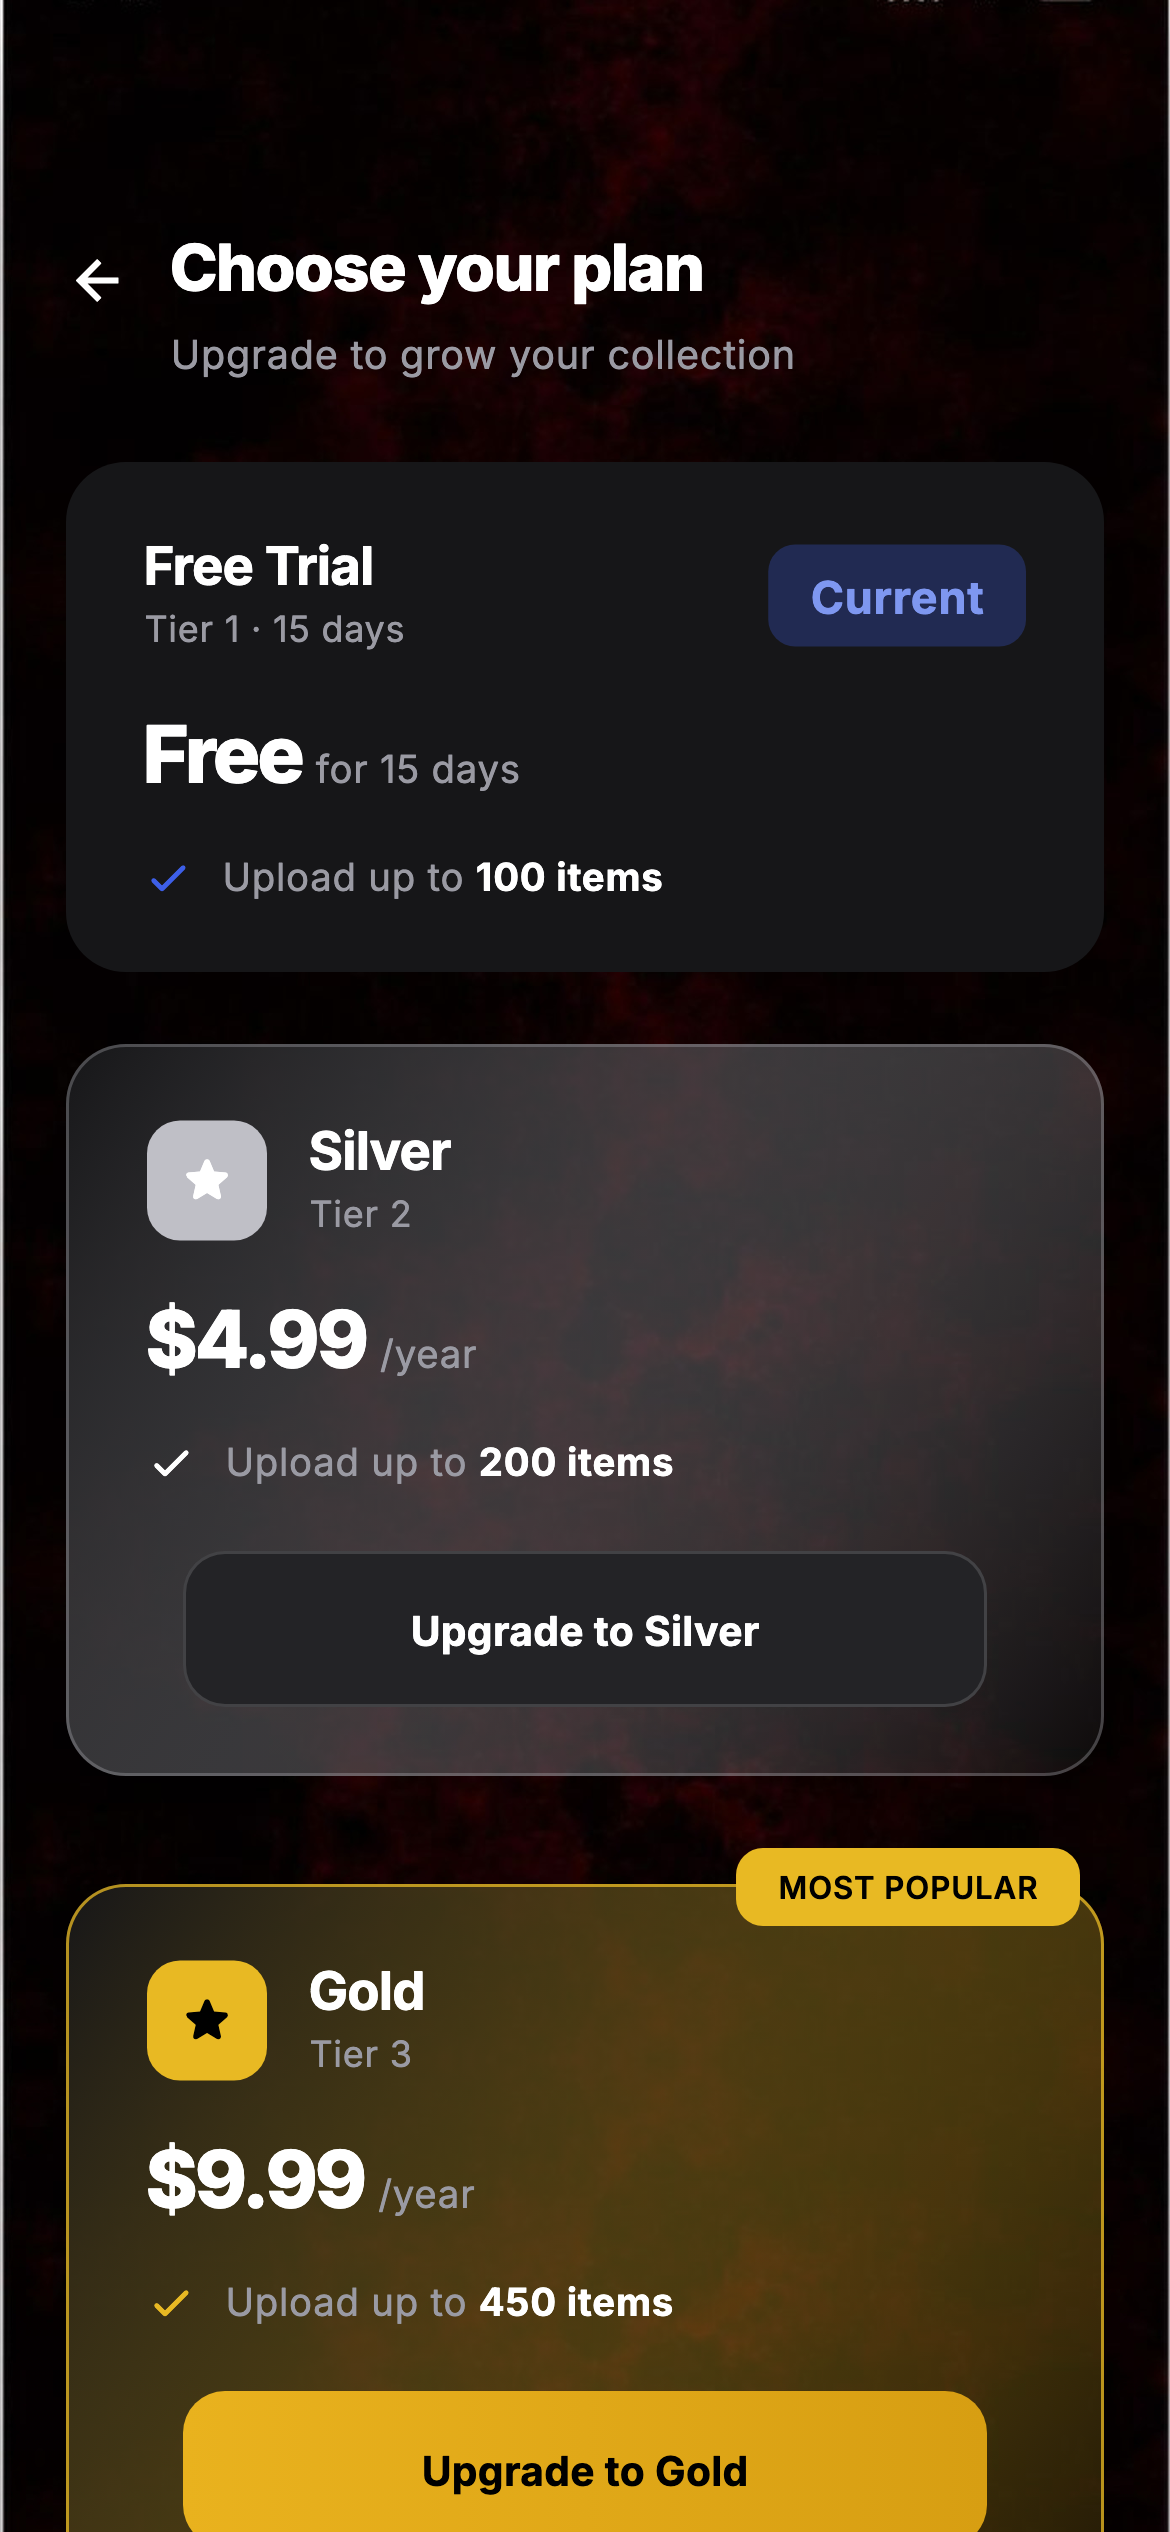 Choose your plan
Upgrade to grow your collection
Free Trial
Current
Tier 1 · 15 days
Free for 15 days
Upload up to 100 items
Silver
Tier 2
$4.99 /year
Upload up to 200 items
Upgrade to Silver
MOST POPULAR
Gold
Tier 3
$9.99 /year
Upload up to 450 items
Upgrade to Gold